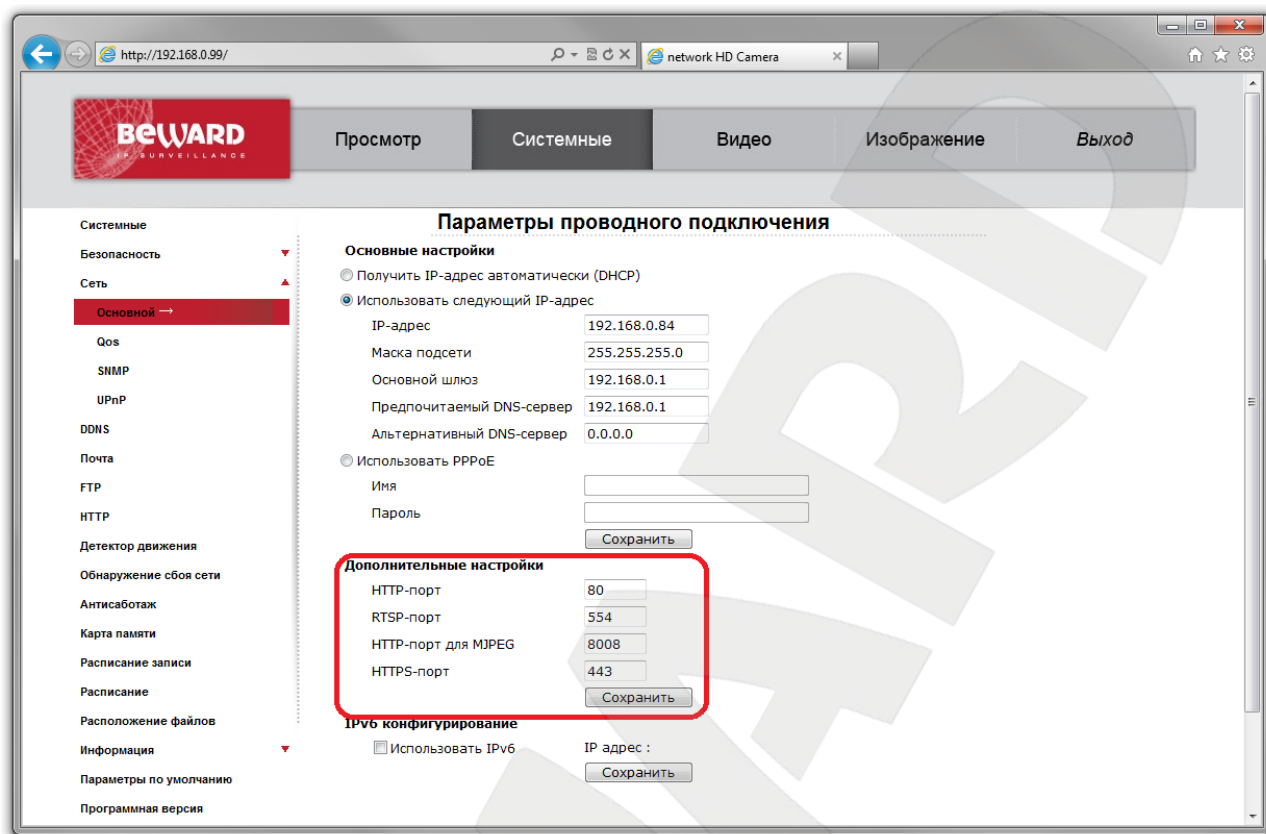 http://192.168.0.99/
network HD Camera
BEWARD
IP SURVEILLANCE
Просмотр
Системные
Видео
Изображение
Выход
Системные
Безопасность
Сеть
Основной →
Qos
SNMP
UPnP
DDNS
Почта
FTP
HTTP
Детектор движения
Обнаружение сбоя сети
Антисаботаж
Карта памяти
Расписание записи
Расписание
Расположение файлов
Информация
Параметры по умолчанию
Программная версия
Параметры проводного подключения
Основные настройки
Получить IP-адрес автоматически (DHCP)
Использовать следующий IP-адрес
IP-адрес 192.168.0.84
Маска подсети 255.255.255.0
Основной шлюз 192.168.0.1
Предпочитаемый DNS-сервер 192.168.0.1
Альтернативный DNS-сервер 0.0.0.0
Использовать PPPoE
Имя
Пароль
Сохранить
Дополнительные настройки
HTTP-порт 80
RTSP-порт 554
HTTP-порт для MJPEG 8008
HTTPS-порт 443
Сохранить
IPv6 конфигурирование
Использовать IPv6 IP адрес :
Сохранить